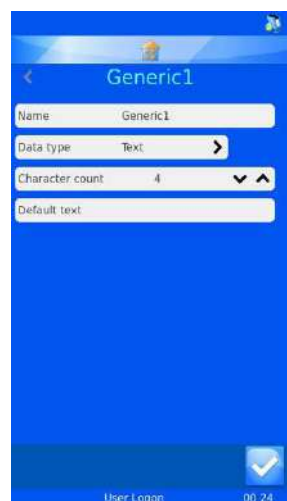 Generic1
Name Generic1
Data type Text
Character count 4
Default text
User Logon 00.24